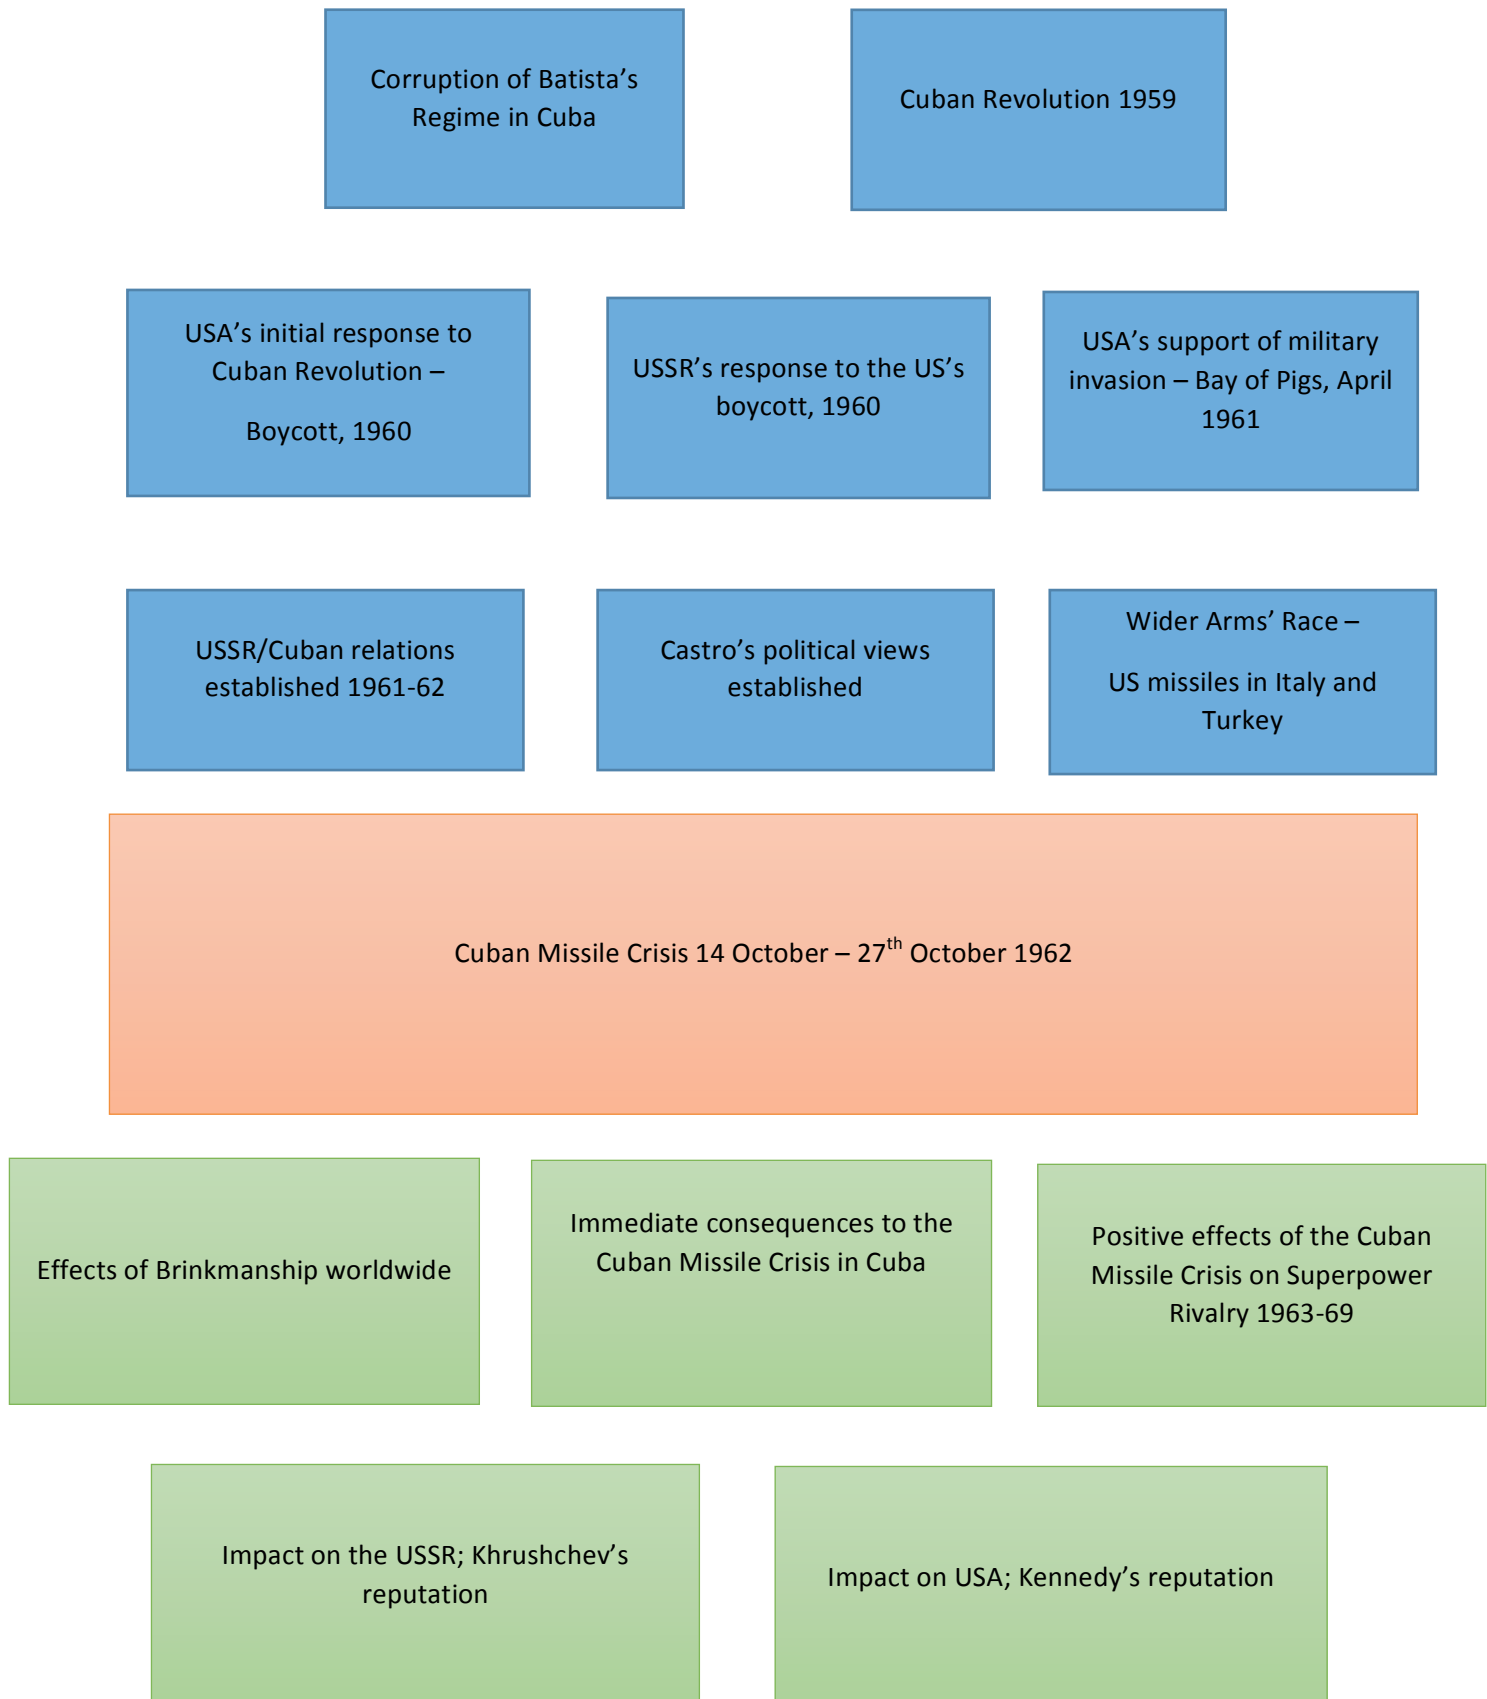 Corruption of Batista’s
Regime in Cuba
Cuban Revolution 1959
USA’s initial response to
Cuban Revolution –
Boycott, 1960
USSR’s response to the US’s
boycott, 1960
USA’s support of military
invasion – Bay of Pigs, April
1961
USSR/Cuban relations
established 1961-62
Castro’s political views
established
Wider Arms’ Race –
US missiles in Italy and
Turkey
Cuban Missile Crisis 14 October – 27th October 1962
Effects of Brinkmanship worldwide
Immediate consequences to the
Cuban Missile Crisis in Cuba
Positive effects of the Cuban
Missile Crisis on Superpower
Rivalry 1963-69
Impact on the USSR; Khrushchev’s
reputation
Impact on USA; Kennedy’s reputation